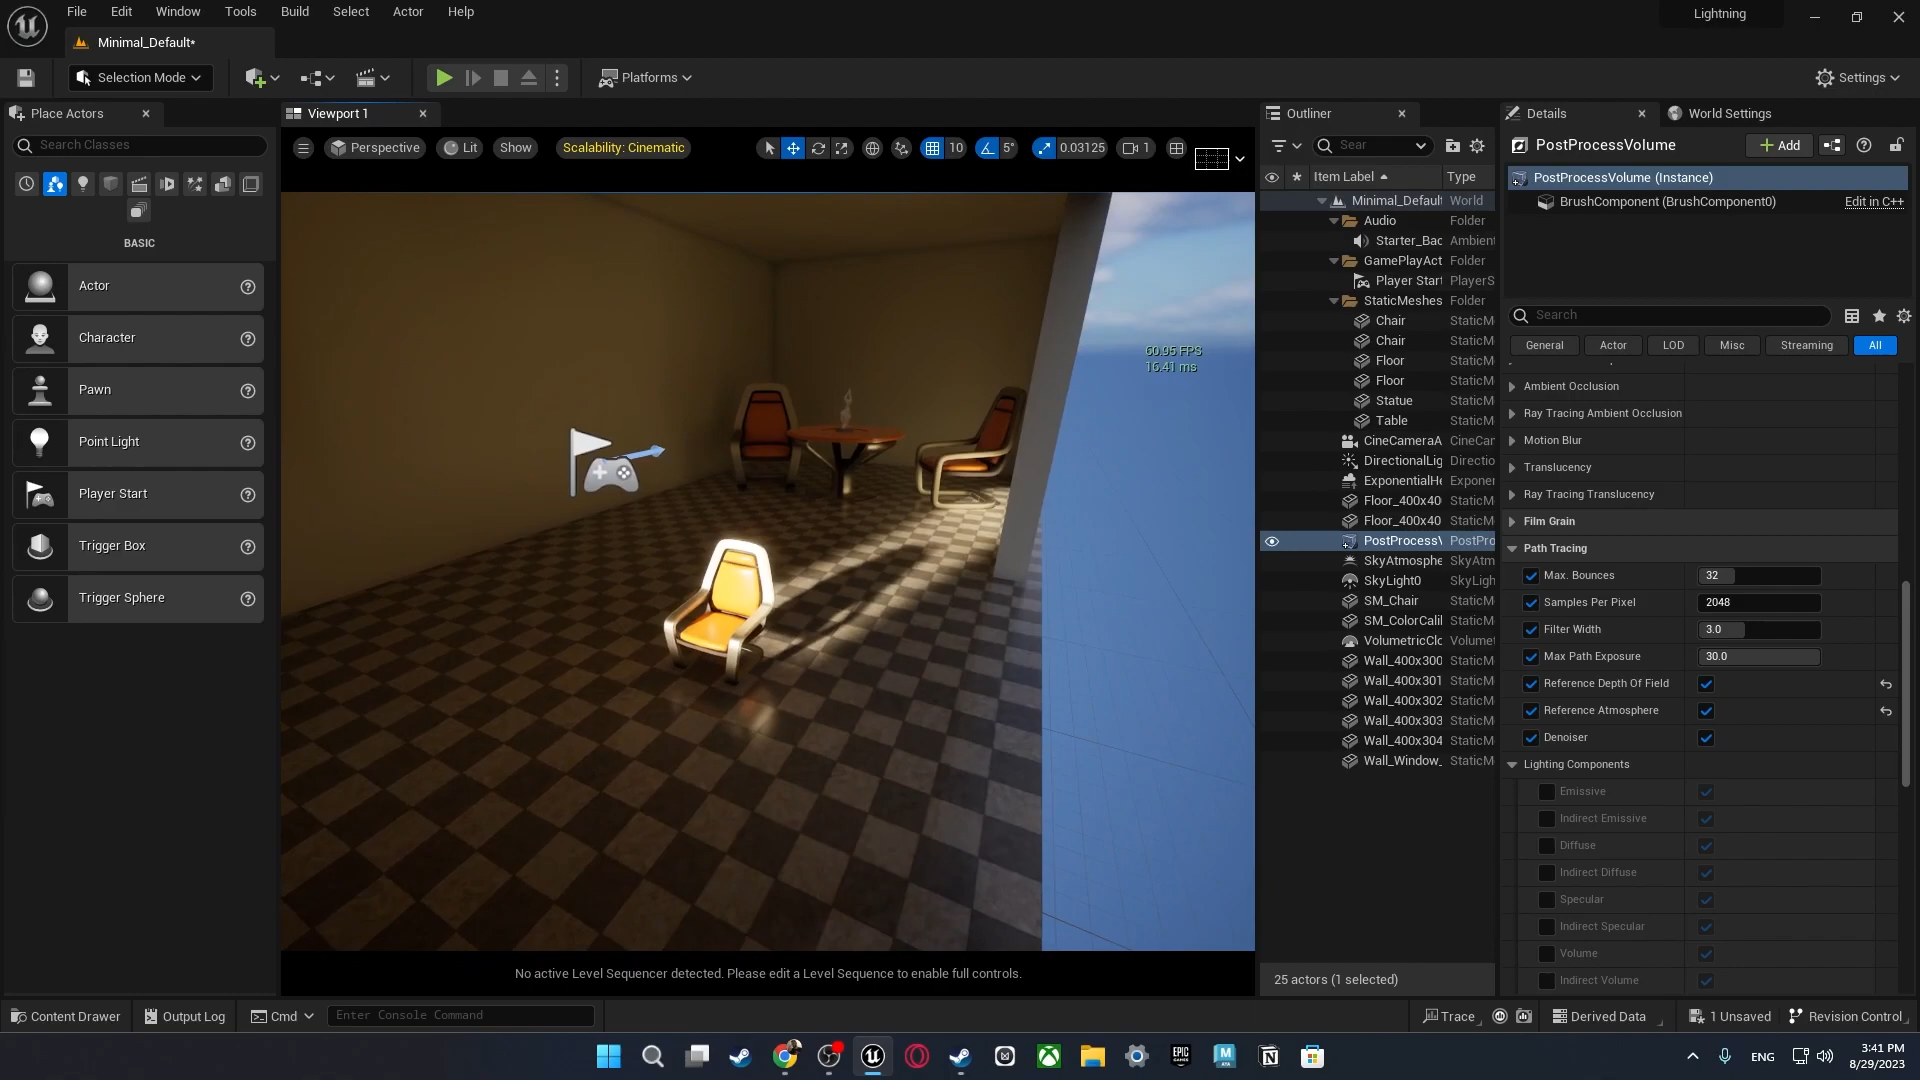 File Edit Window Tools Build Select Actor Help
Lightning
Minimal_Default*
Selection Mode
Platforms
Settings
Place Actors
Search Classes
BASIC
Actor
Character
Pawn
Point Light
Player Start
Trigger Box
Trigger Sphere
Viewport 1
Perspective Lit Show Scalability: Cinematic 10 5° 0.03125 1
60.95 FPS
16.41 ms
No active Level Sequencer detected. Please edit a Level Sequence to enable full controls.
Outliner
Sear
Item Label Type
Minimal_Default World
Audio Folder
Starter_Bac Ambient
GamePlayAct Folder
Player Start PlayerS
StaticMeshes Folder
Chair StaticM
Chair StaticM
Floor StaticM
Floor StaticM
Statue StaticM
Table StaticM
CineCameraA CineCar
DirectionalLig Directio
ExponentialHe Exponer
Floor_400x40 StaticM
Floor_400x40 StaticM
PostProcessV PostPro
SkyAtmosphe SkyAtm
SkyLight0 SkyLigh
SM_Chair StaticM
SM_ColorCali StaticM
VolumetricClo Volumet
Wall_400x300 StaticM
Wall_400x301 StaticM
Wall_400x302 StaticM
Wall_400x303 StaticM
Wall_400x304 StaticM
Wall_Window_ StaticM
25 actors (1 selected)
Details
World Settings
PostProcessVolume
Add
PostProcessVolume (Instance)
BrushComponent (BrushComponent0) Edit in C++
Search
General Actor LOD Misc Streaming All
Ambient Occlusion
Ray Tracing Ambient Occlusion
Motion Blur
Translucency
Ray Tracing Translucency
Film Grain
Path Tracing
Max. Bounces 32
Samples Per Pixel 2048
Filter Width 3.0
Max Path Exposure 30.0
Reference Depth Of Field
Reference Atmosphere
Denoiser
Lighting Components
Emissive
Indirect Emissive
Diffuse
Indirect Diffuse
Specular
Indirect Specular
Volume
Indirect Volume
Content Drawer Output Log Cmd Enter Console Command
Trace Derived Data 1 Unsaved Revision Control
EPIC GAMES
ENG
3:41 PM
8/29/2023